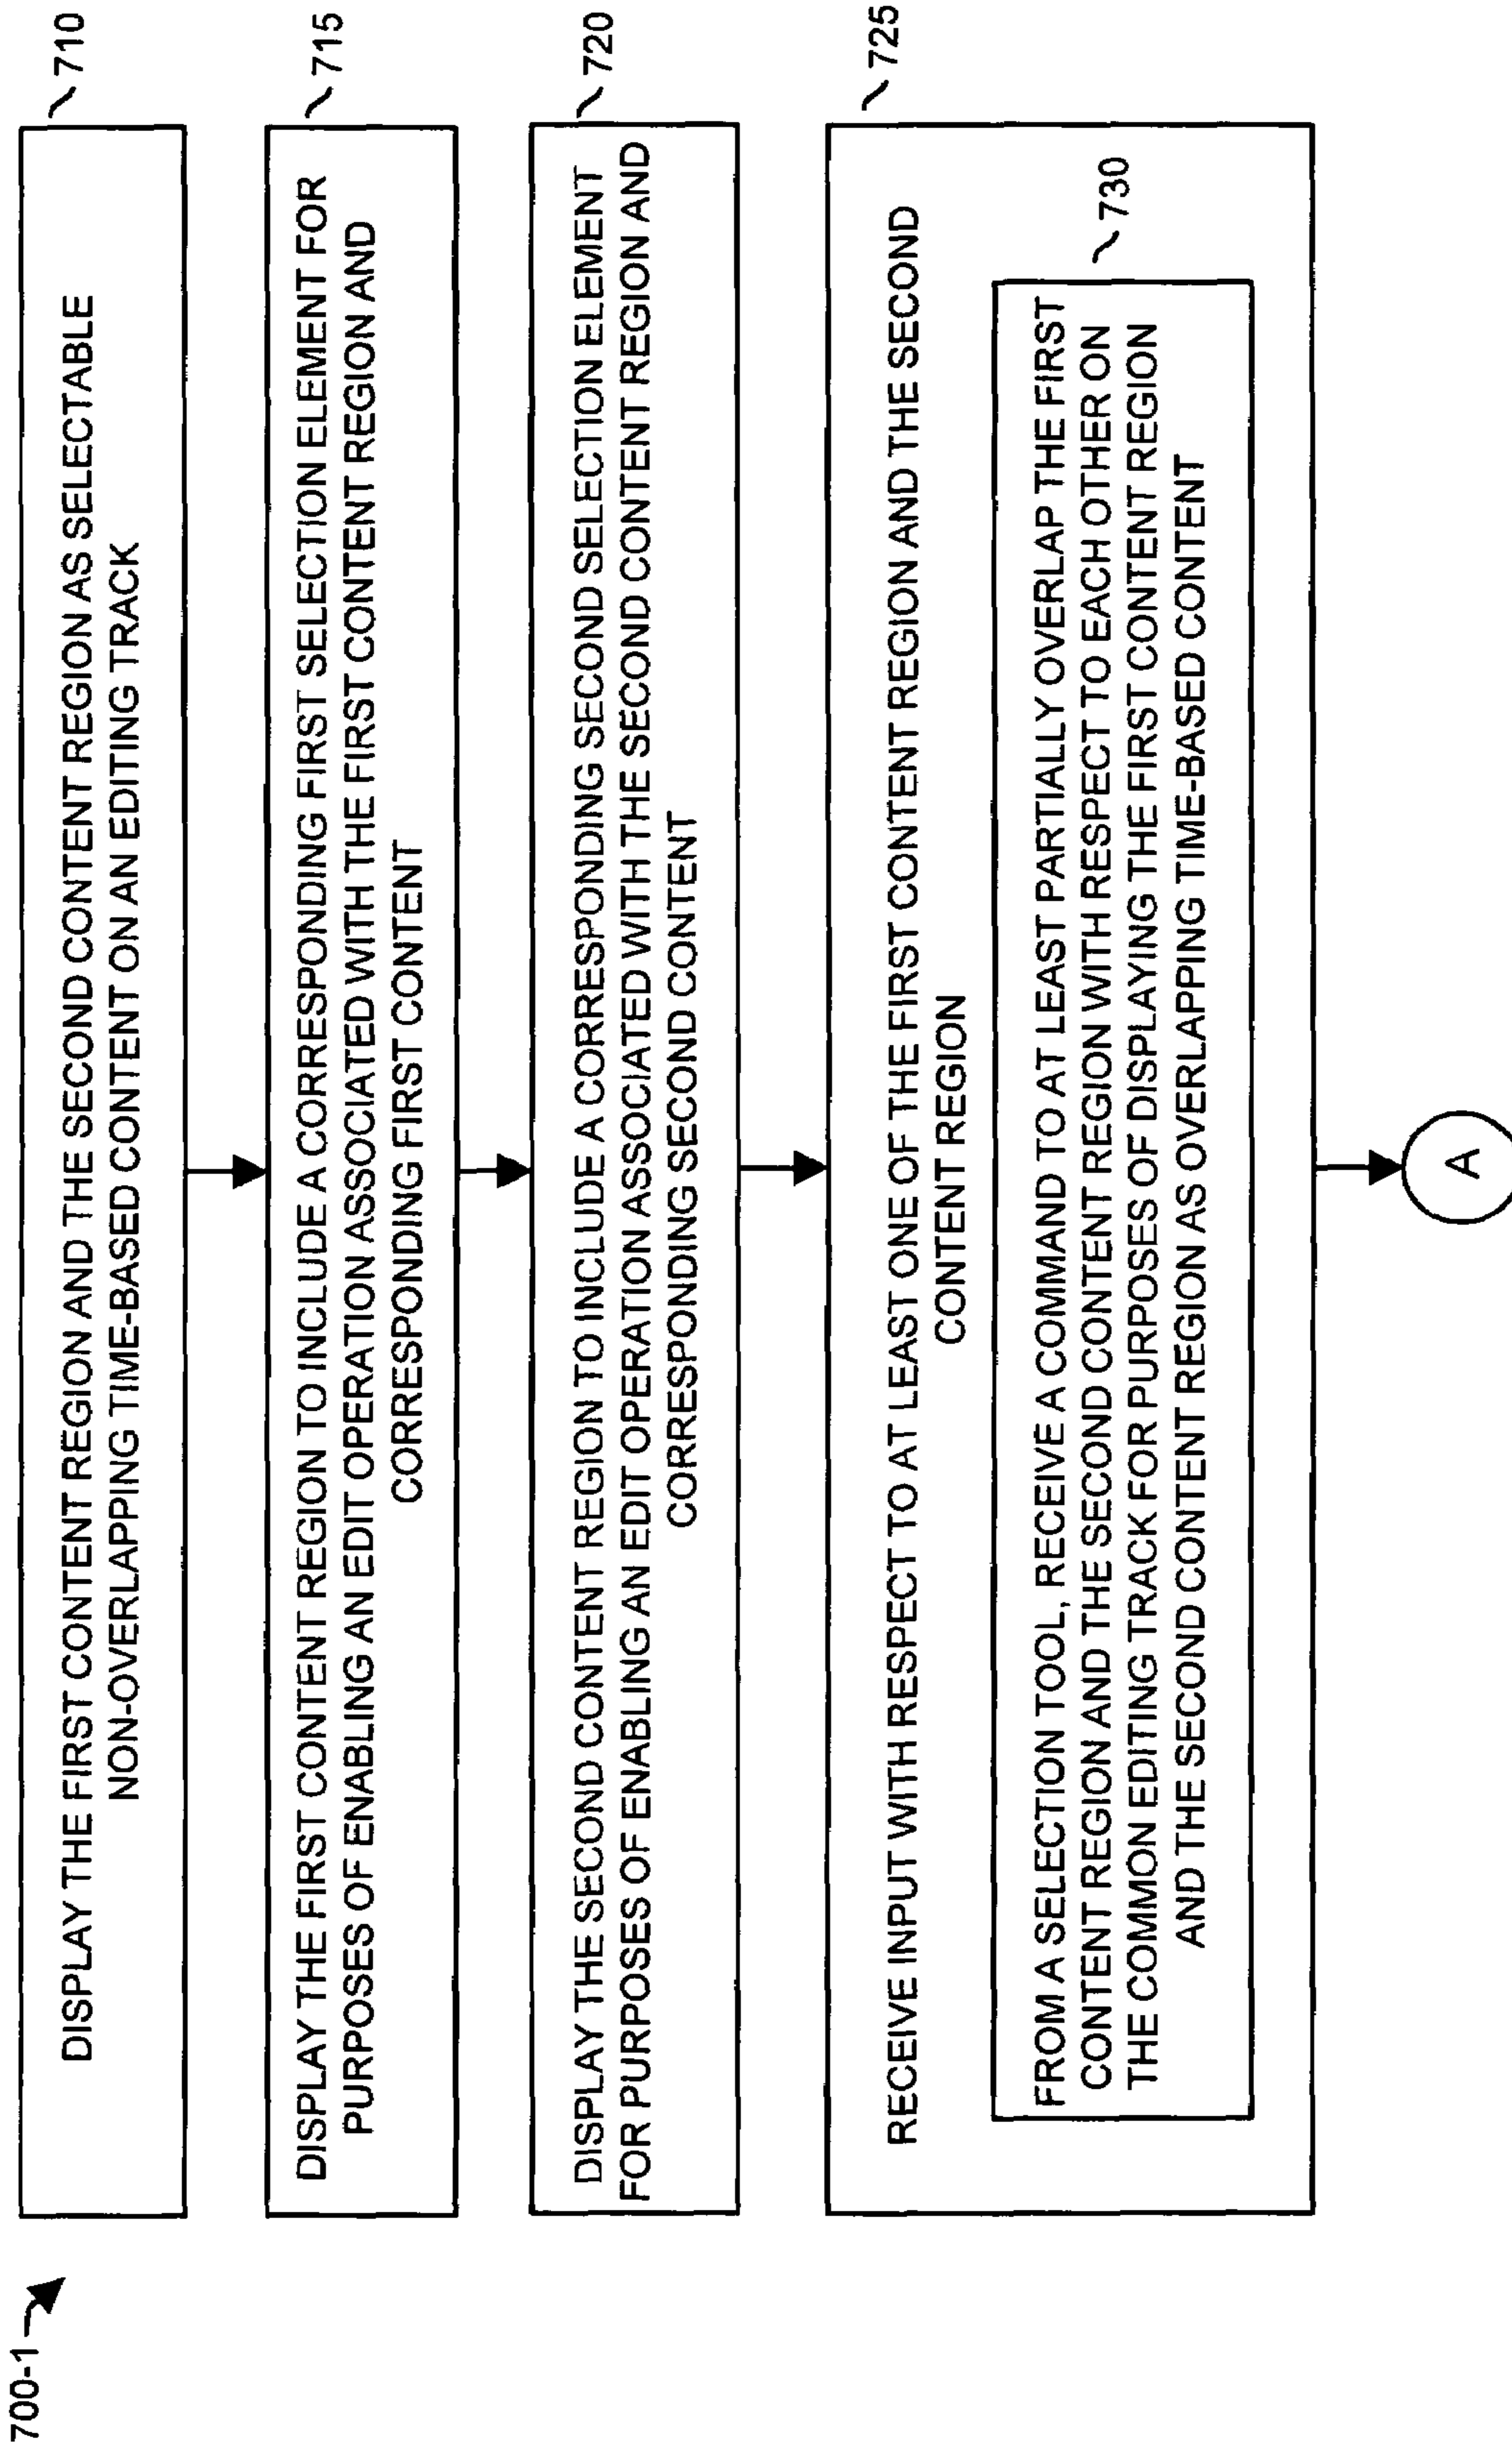 700-1
710
DISPLAY THE FIRST CONTENT REGION AND THE SECOND CONTENT REGION AS SELECTABLE
NON-OVERLAPPING TIME-BASED CONTENT ON AN EDITING TRACK
715
DISPLAY THE FIRST CONTENT REGION TO INCLUDE A CORRESPONDING FIRST SELECTION ELEMENT FOR
PURPOSES OF ENABLING AN EDIT OPERATION ASSOCIATED WITH THE FIRST CONTENT REGION AND
CORRESPONDING FIRST CONTENT
720
DISPLAY THE SECOND CONTENT REGION TO INCLUDE A CORRESPONDING SECOND SELECTION ELEMENT
FOR PURPOSES OF ENABLING AN EDIT OPERATION ASSOCIATED WITH THE SECOND CONTENT REGION AND
CORRESPONDING SECOND CONTENT
725
RECEIVE INPUT WITH RESPECT TO AT LEAST ONE OF THE FIRST CONTENT REGION AND THE SECOND
CONTENT REGION
730
FROM A SELECTION TOOL, RECEIVE A COMMAND TO AT LEAST PARTIALLY OVERLAP THE FIRST
CONTENT REGION AND THE SECOND CONTENT REGION WITH RESPECT TO EACH OTHER ON
THE COMMON EDITING TRACK FOR PURPOSES OF DISPLAYING THE FIRST CONTENT REGION
AND THE SECOND CONTENT REGION AS OVERLAPPING TIME-BASED CONTENT
A